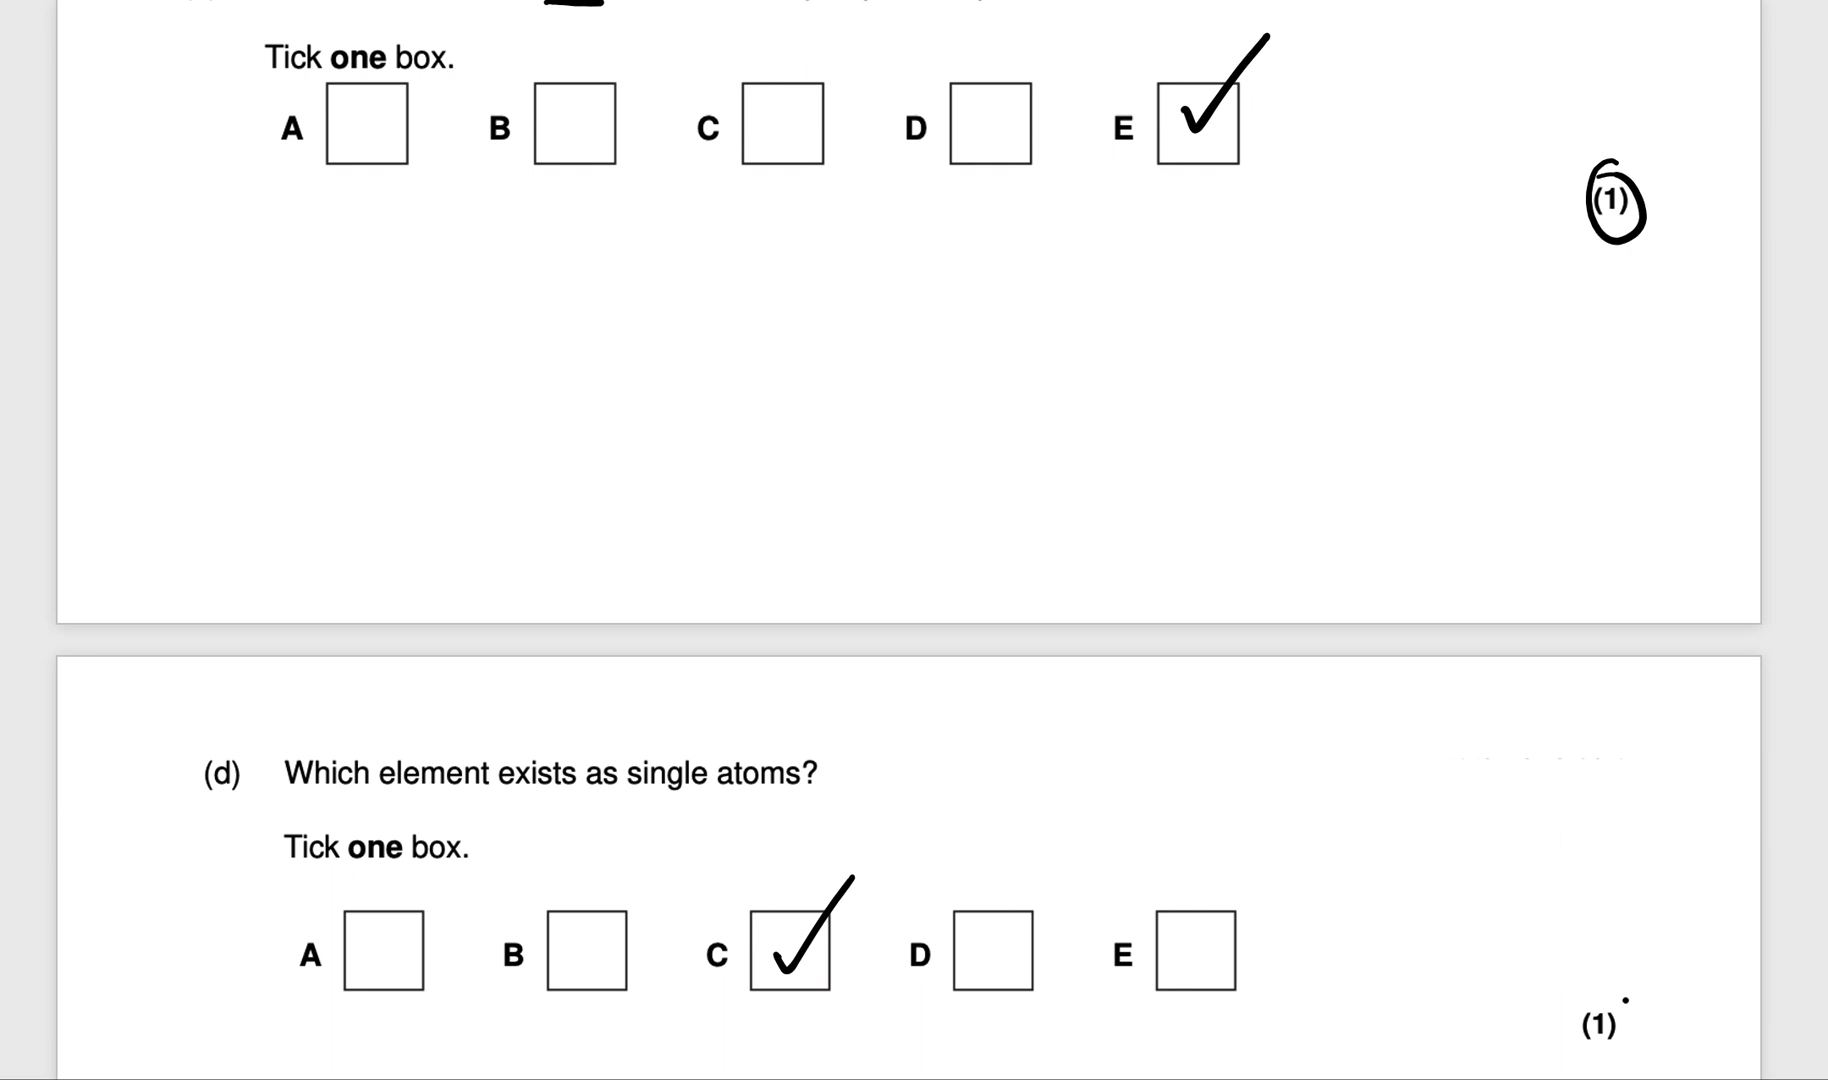 Tick one box.
A B C D E
(1)
(d) Which element exists as single atoms?
Tick one box.
A B C D E
(1)